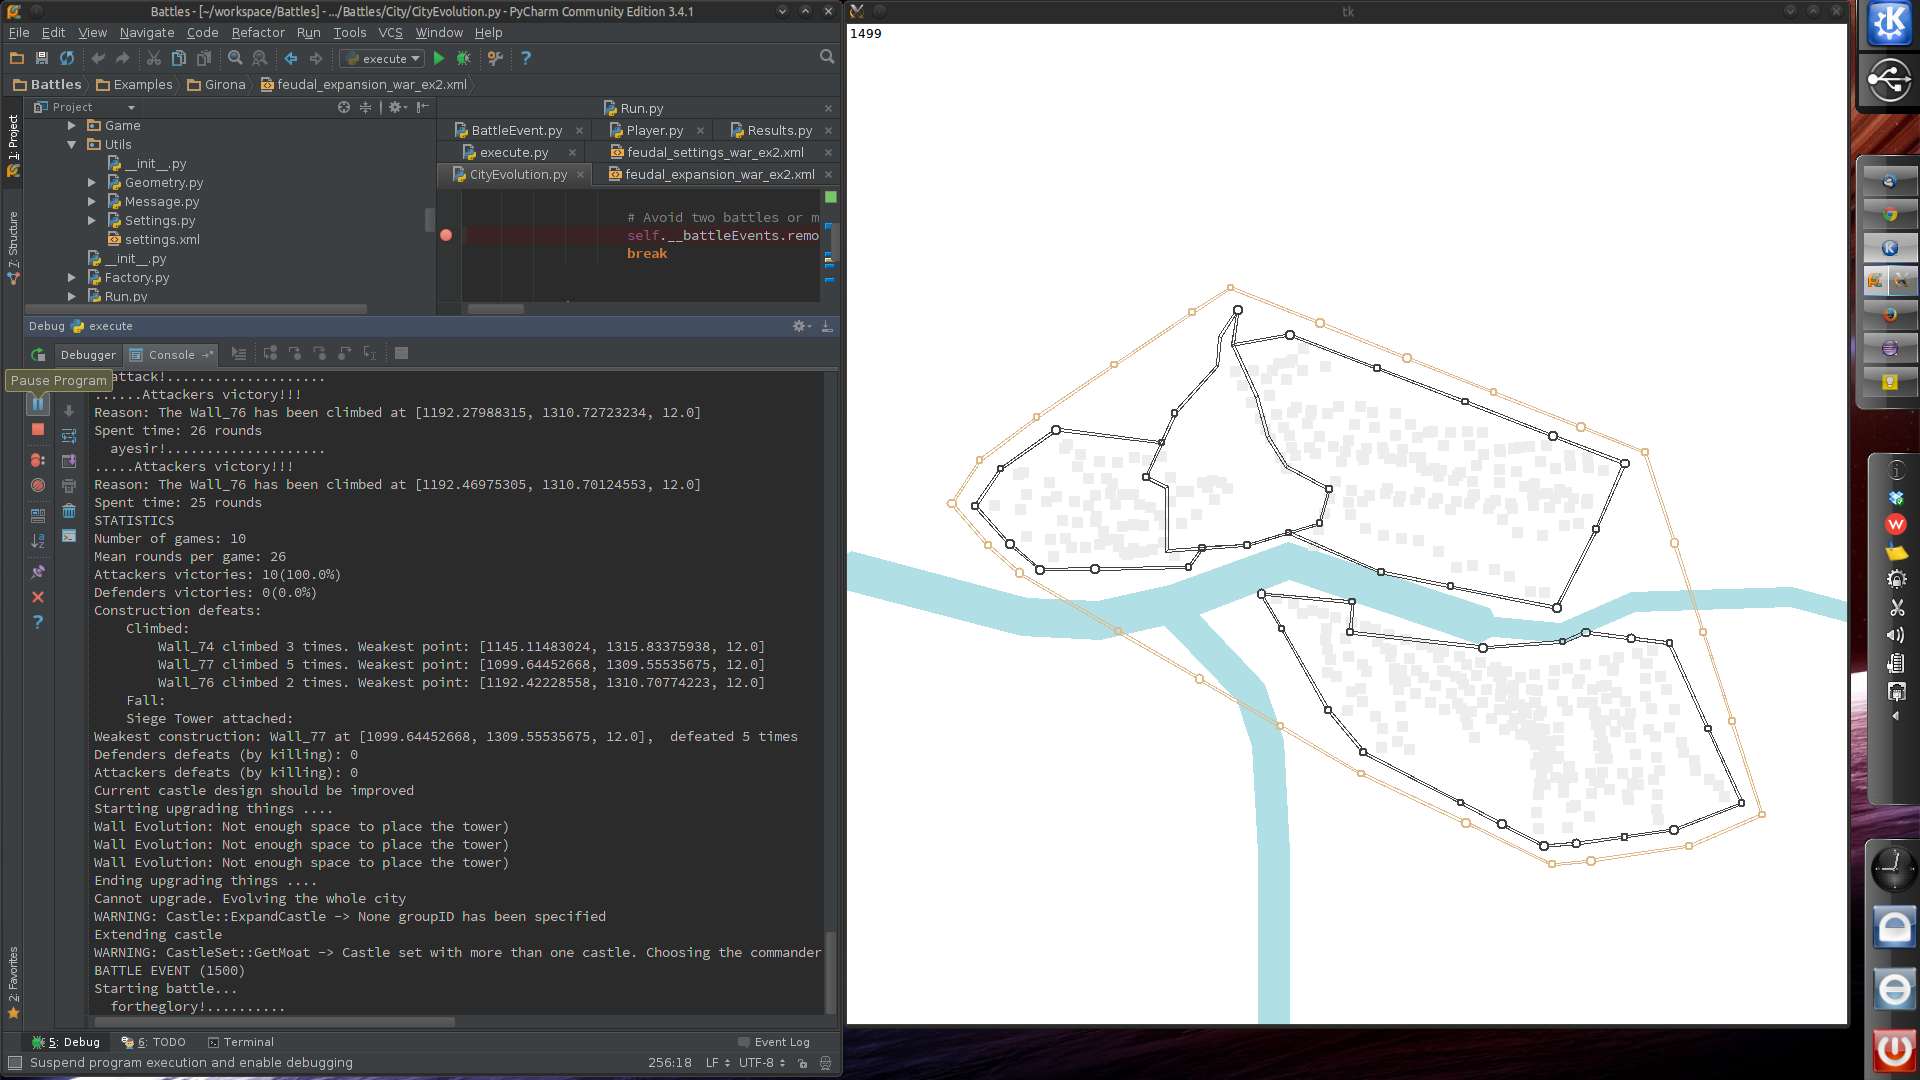 Battles - [~/workspace/Battles] - .../Battles/City/CityEvolution.py - PyCharm Community Edition 3.4.1
File Edit View Navigate Code Refactor Run Tools VCS Window Help
execute
Battles Examples Girona feudal_expansion_war_ex2.xml
Project
Game
Utils
__init__.py
Geometry.py
Message.py
Settings.py
settings.xml
__init__.py
Factory.py
Run.py
1: Project
7: Structure
2: Favorites
Run.py
BattleEvent.py Player.py Results.py
execute.py feudal_settings_war_ex2.xml
CityEvolution.py feudal_expansion_war_ex2.xml
# Avoid two battles or m
self.__battleEvents.remo
break
Debug execute
Debugger Console
Pause Program
attack!....................
......Attackers victory!!!
Reason: The Wall_76 has been climbed at [1192.27988315, 1310.72723234, 12.0]
Spent time: 26 rounds
ayesir!....................
.....Attackers victory!!!
Reason: The Wall_76 has been climbed at [1192.46975305, 1310.70124553, 12.0]
Spent time: 25 rounds
STATISTICS
Number of games: 10
Mean rounds per game: 26
Attackers victories: 10(100.0%)
Defenders victories: 0(0.0%)
Construction defeats:
Climbed:
Wall_74 climbed 3 times. Weakest point: [1145.11483024, 1315.83375938, 12.0]
Wall_77 climbed 5 times. Weakest point: [1099.64452668, 1309.55535675, 12.0]
Wall_76 climbed 2 times. Weakest point: [1192.42228558, 1310.70774223, 12.0]
Fall:
Siege Tower attached:
Weakest construction: Wall_77 at [1099.64452668, 1309.55535675, 12.0],  defeated 5 times
Defenders defeats (by killing): 0
Attackers defeats (by killing): 0
Current castle design should be improved
Starting upgrading things ....
Wall Evolution: Not enough space to place the tower)
Wall Evolution: Not enough space to place the tower)
Wall Evolution: Not enough space to place the tower)
Ending upgrading things ....
Cannot upgrade. Evolving the whole city
WARNING: Castle::ExpandCastle -> None groupID has been specified
Extending castle
WARNING: CastleSet::GetMoat -> Castle set with more than one castle. Choosing the commander
BATTLE EVENT (1500)
Starting battle...
fortheglory!..........
5: Debug 6: TODO Terminal Event Log
Suspend program execution and enable debugging 256:18 LF UTF-8
tk
1499